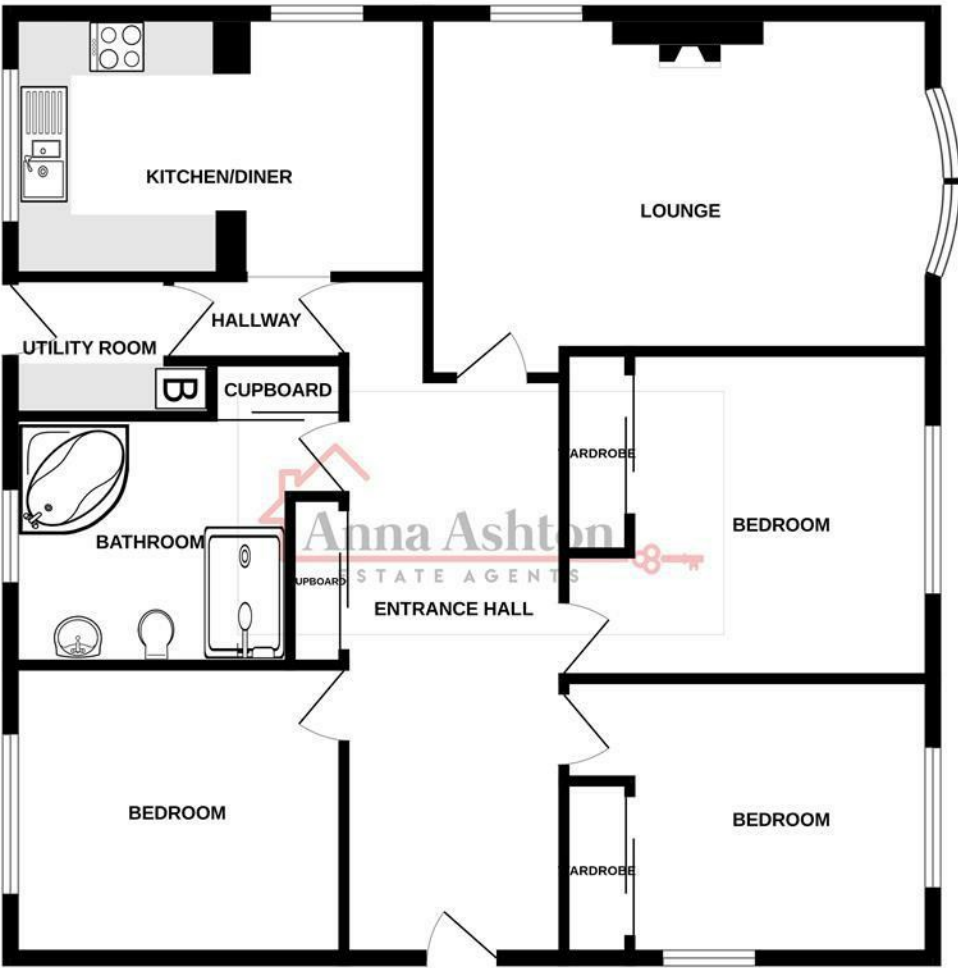 KITCHEN/DINER
LOUNGE
HALLWAY
UTILITY ROOM
B
CUPBOARD
ARDROBE
BEDROOM
Anna Ashton
BATHROOM
UPBOARD
ESTATE AGENTS
ENTRANCE HALL
BEDROOM
BEDROOM
ARDROBE